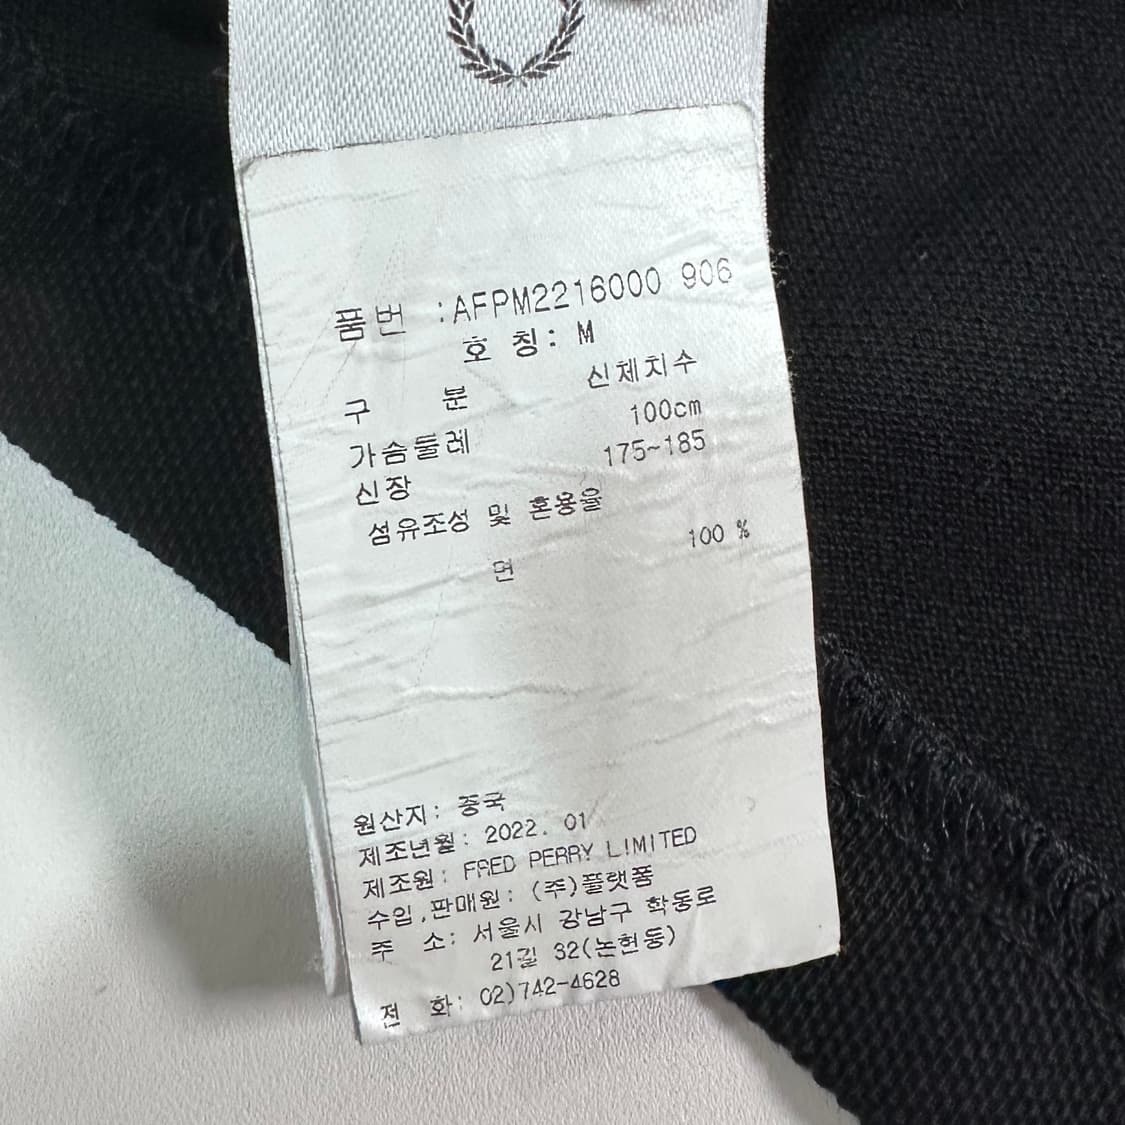 품번 :AFPM2216000 906
호 칭: M
구 분 신체치수
가슴둘레 100cm
신장 175~185
섬유조성 및 혼용율
면 100 %
원산지: 중국
제조년월: 2022. 01
제조원: FRED PERRY LIMITED
수입,판매원: (주)플랫폼
주 소: 서울시 강남구 학동로
21길 32(논현동)
전 화: 02)742-4628